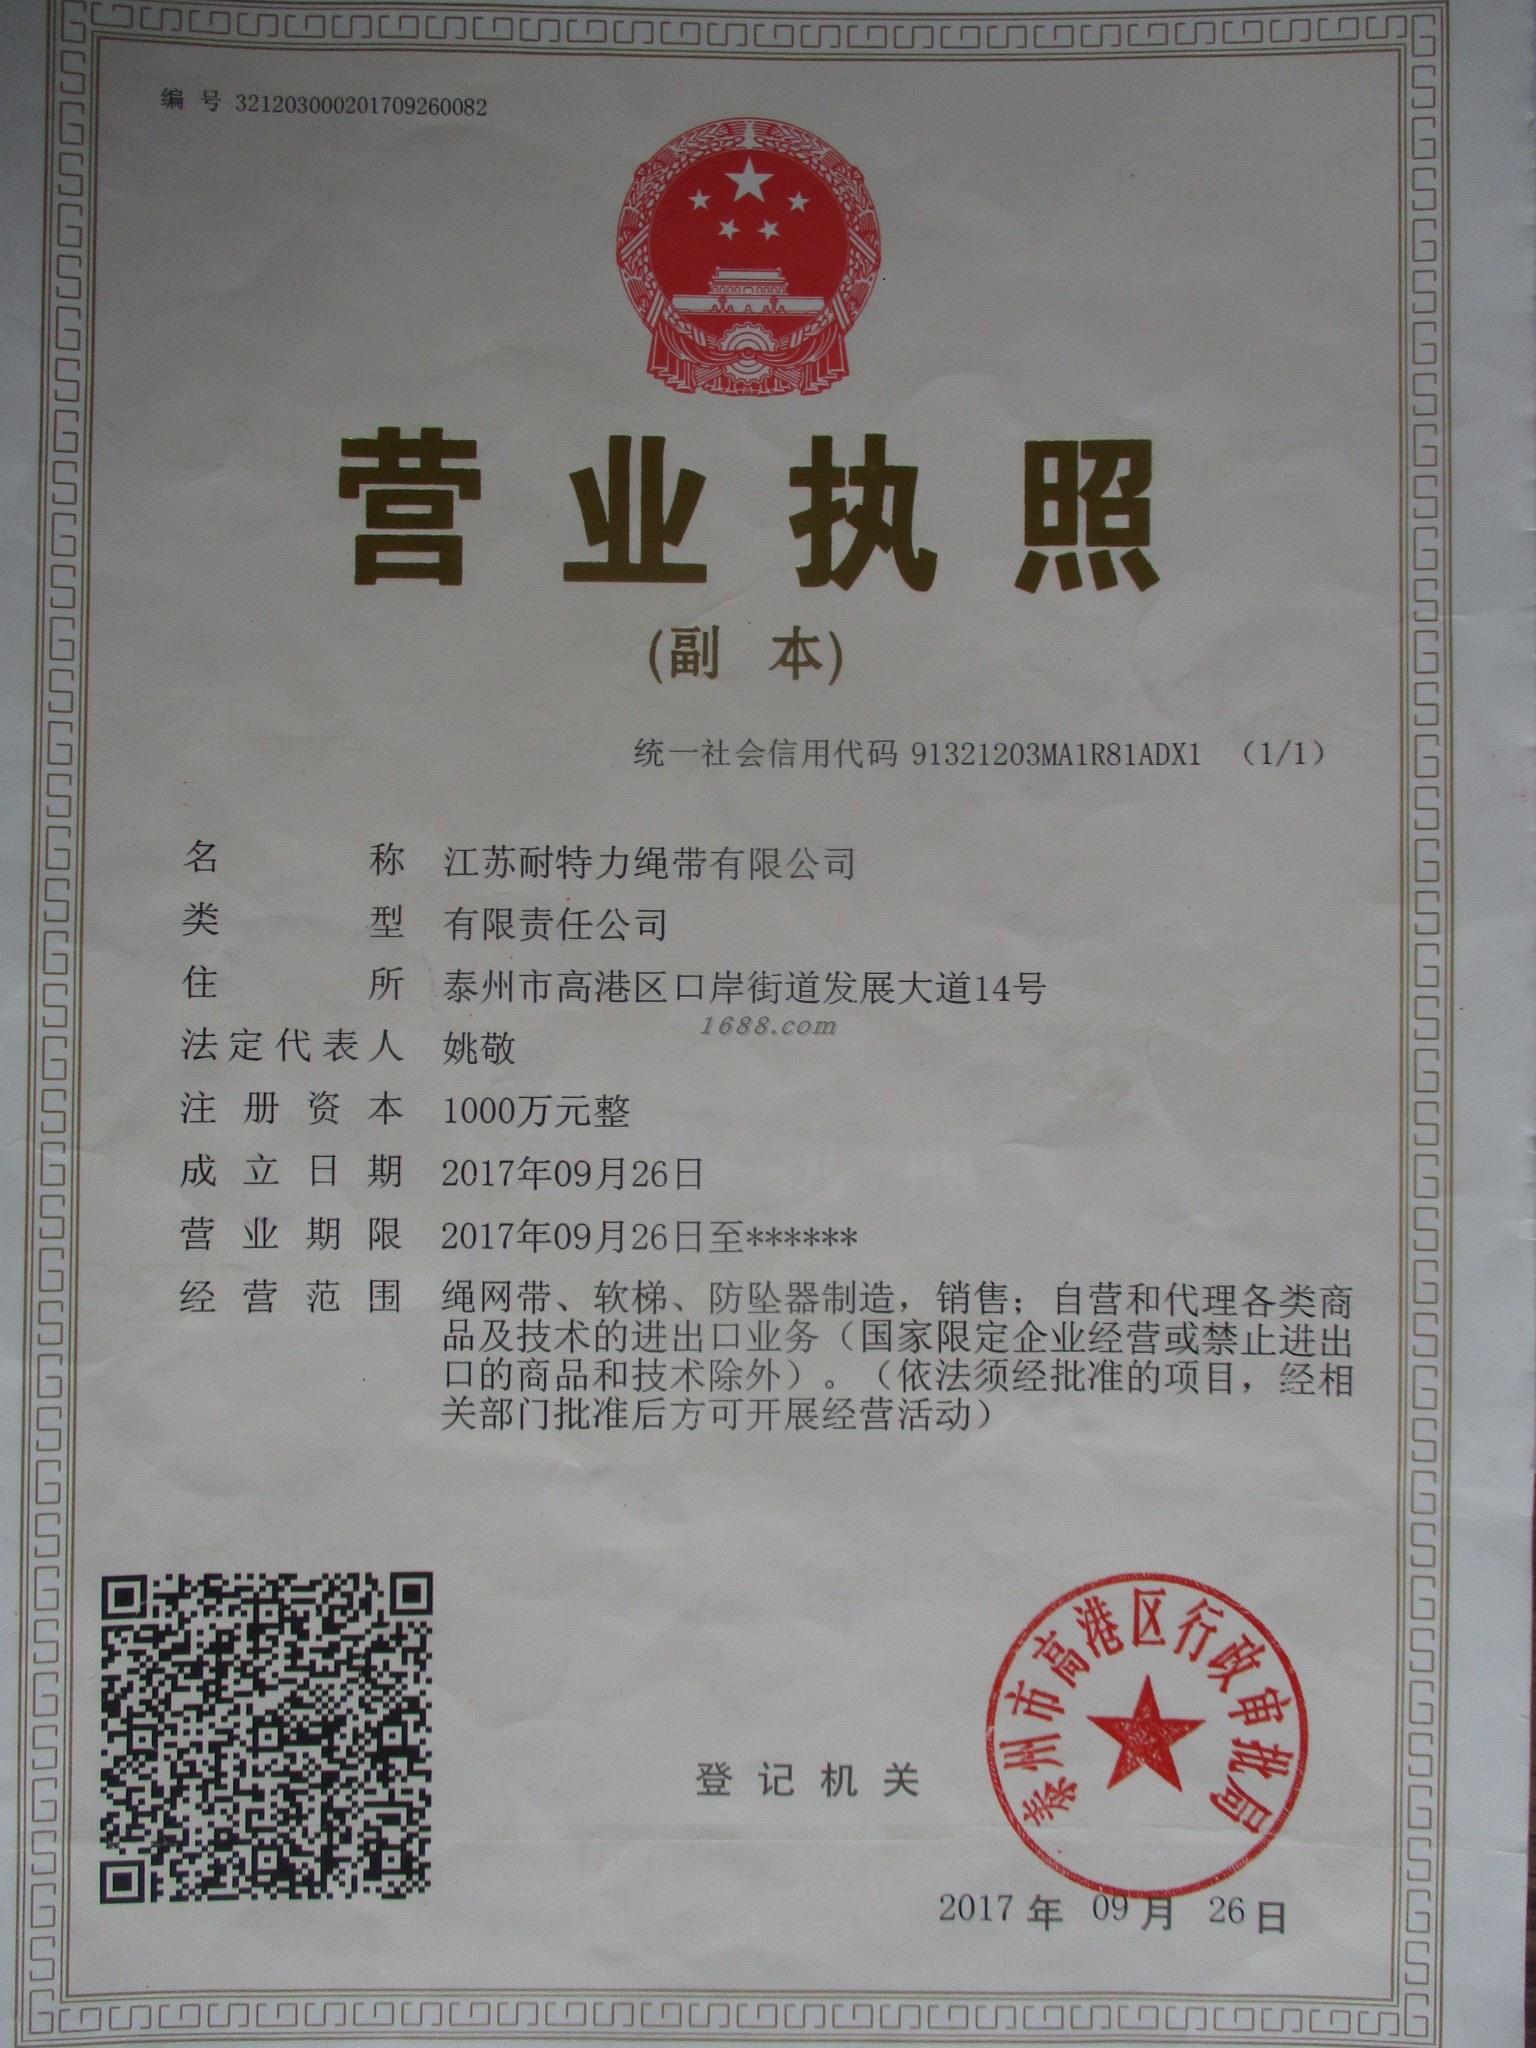 编 号 321203000201709260082
营业执照
(副 本)
统一社会信用代码 91321203MA1R81ADX1 （1/1）
名 称 江苏耐特力绳带有限公司
类 型 有限责任公司
住 所 泰州市高港区口岸街道发展大道14号
1688.com
法定代表人 姚敬
注册资本 1000万元整
成立日期 2017年09月26日
营业期限 2017年09月26日至******
经营范围 绳网带、软梯、防坠器制造，销售；自营和代理各类商
品及技术的进出口业务（国家限定企业经营或禁止进出
口的商品和技术除外）。（依法须经批准的项目，经相
关部门批准后方可开展经营活动）
泰州市高港区行政审批局
登记机关
2017 年 09 月 26 日